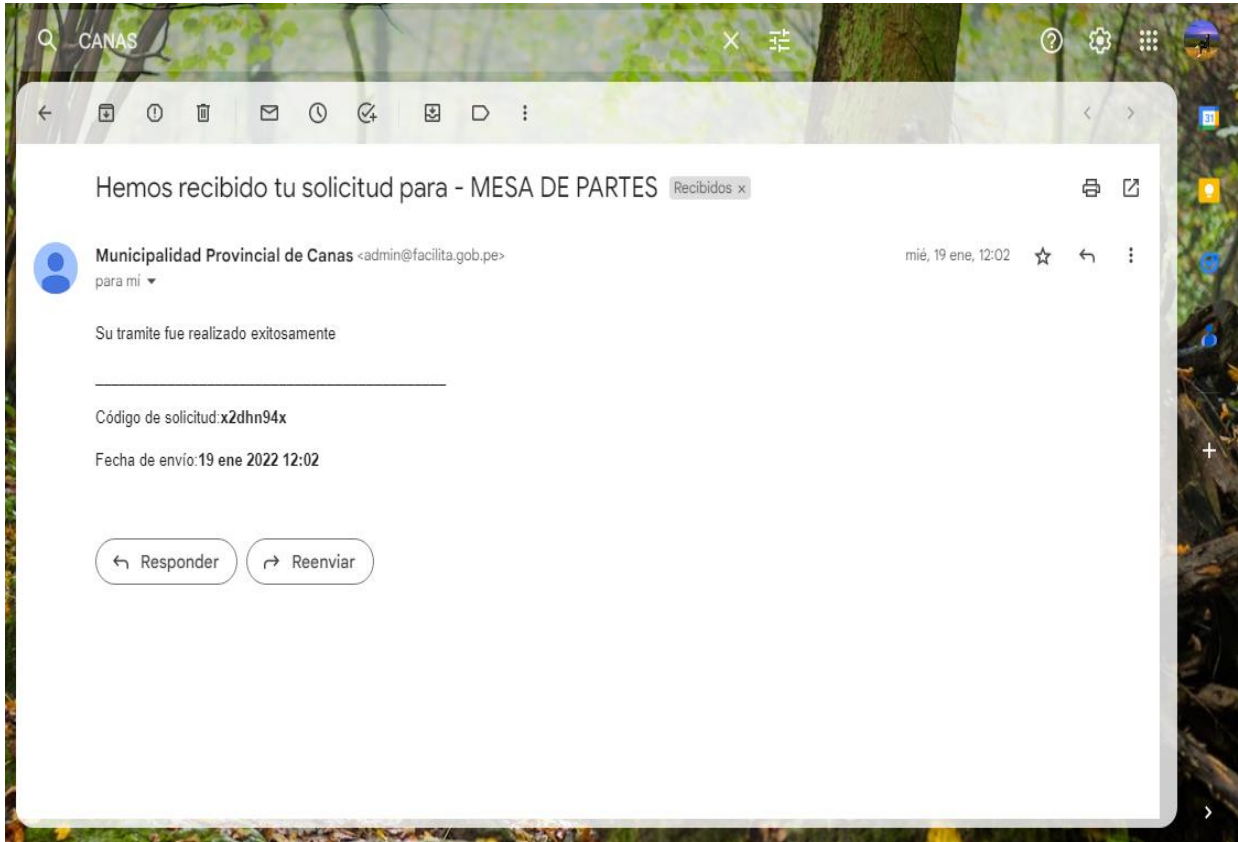 CANAS
Hemos recibido tu solicitud para - MESA DE PARTES Recibidos x
Municipalidad Provincial de Canas <admin@facilita.gob.pe> mié, 19 ene, 12:02
para mí
31
Su tramite fue realizado exitosamente
Código de solicitud:x2dhn94x
Fecha de envío:19 ene 2022 12:02
Responder Reenviar